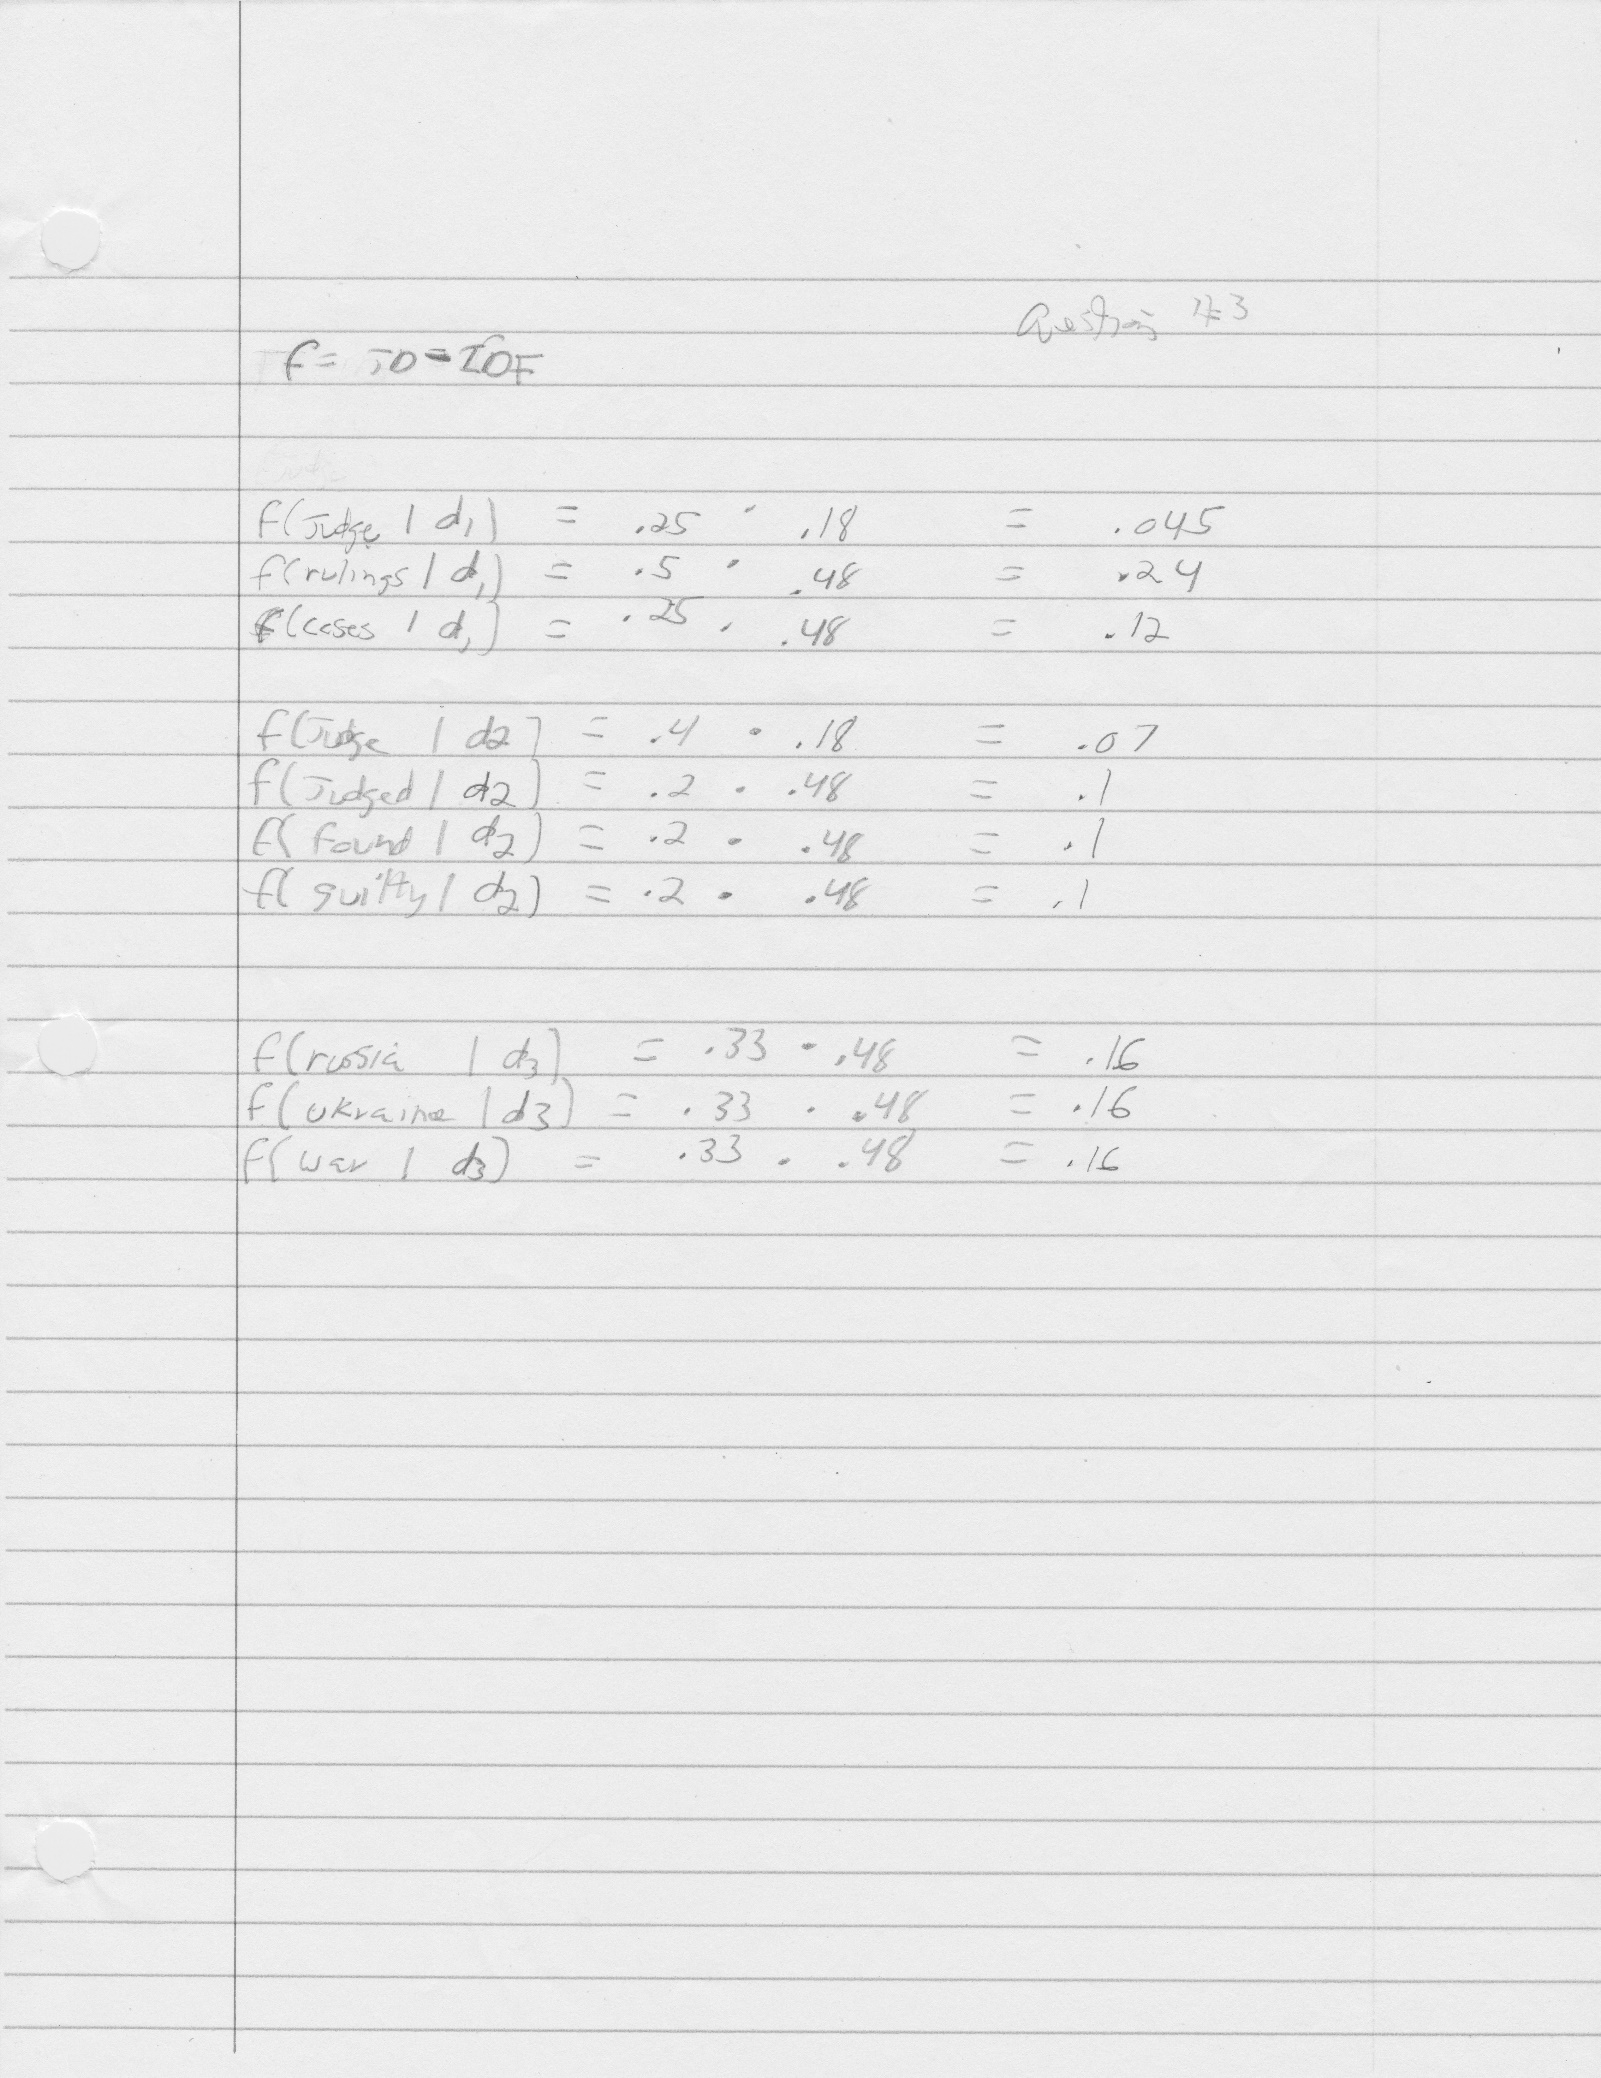 Question #3
f = TD-IDF
f(Judge | d1) = .25 · .18 = .045
f(rulings | d1) = .5 · .48 = .24
f(cases | d1) = .25 · .48 = .12
f(Judge | d2) = .4 · .18 = .07
f(Judged | d2) = .2 · .48 = .1
f(found | d2) = .2 · .48 = .1
f(guilty | d2) = .2 · .48 = .1
f(russia | d3) = .33 · .48 = .16
f(ukraine | d3) = .33 · .48 = .16
f(war | d3) = .33 · .48 = .16